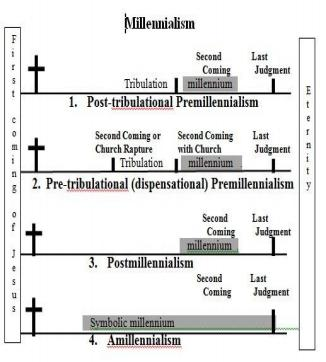 Millennialism
First coming of Jesus
Second Last
Coming Judgment
Tribulation millennium
1. Post-tribulational Premillennialism
Second Coming or Second Coming Last
Church Rapture with Church Judgment
Tribulation millennium
2. Pre-tribulational (dispensational) Premillennialism
Second Last
Coming Judgment
millennium
3. Postmillennialism
Second Last
Coming Judgment
Symbolic millennium
4. Amillennialism
Eternity